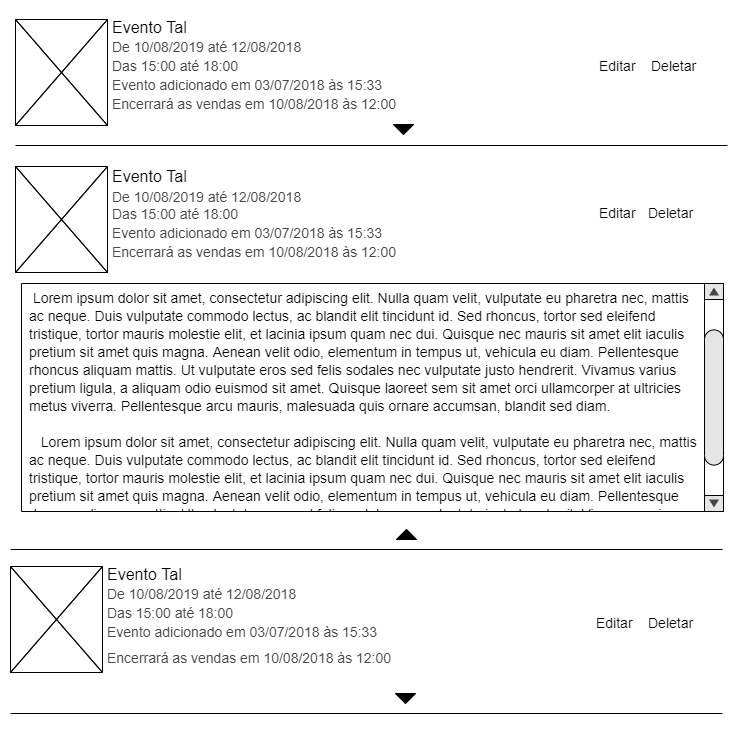 Evento Tal
De 10/08/2019 até 12/08/2018
Das 15:00 até 18:00
Evento adicionado em 03/07/2018 às 15:33
Encerrará as vendas em 10/08/2018 às 12:00
Editar Deletar
Evento Tal
De 10/08/2019 até 12/08/2018
Das 15:00 até 18:00
Evento adicionado em 03/07/2018 às 15:33
Encerrará as vendas em 10/08/2018 às 12:00
Editar Deletar
Lorem ipsum dolor sit amet, consectetur adipiscing elit. Nulla quam velit, vulputate eu pharetra nec, mattis
ac neque. Duis vulputate commodo lectus, ac blandit elit tincidunt id. Sed rhoncus, tortor sed eleifend
tristique, tortor mauris molestie elit, et lacinia ipsum quam nec dui. Quisque nec mauris sit amet elit iaculis
pretium sit amet quis magna. Aenean velit odio, elementum in tempus ut, vehicula eu diam. Pellentesque
rhoncus aliquam mattis. Ut vulputate eros sed felis sodales nec vulputate justo hendrerit. Vivamus varius
pretium ligula, a aliquam odio euismod sit amet. Quisque laoreet sem sit amet orci ullamcorper at ultricies
metus viverra. Pellentesque arcu mauris, malesuada quis ornare accumsan, blandit sed diam.
Lorem ipsum dolor sit amet, consectetur adipiscing elit. Nulla quam velit, vulputate eu pharetra nec, mattis
ac neque. Duis vulputate commodo lectus, ac blandit elit tincidunt id. Sed rhoncus, tortor sed eleifend
tristique, tortor mauris molestie elit, et lacinia ipsum quam nec dui. Quisque nec mauris sit amet elit iaculis
pretium sit amet quis magna. Aenean velit odio, elementum in tempus ut, vehicula eu diam. Pellentesque
Evento Tal
De 10/08/2019 até 12/08/2018
Das 15:00 até 18:00
Evento adicionado em 03/07/2018 às 15:33
Encerrará as vendas em 10/08/2018 às 12:00
Editar Deletar